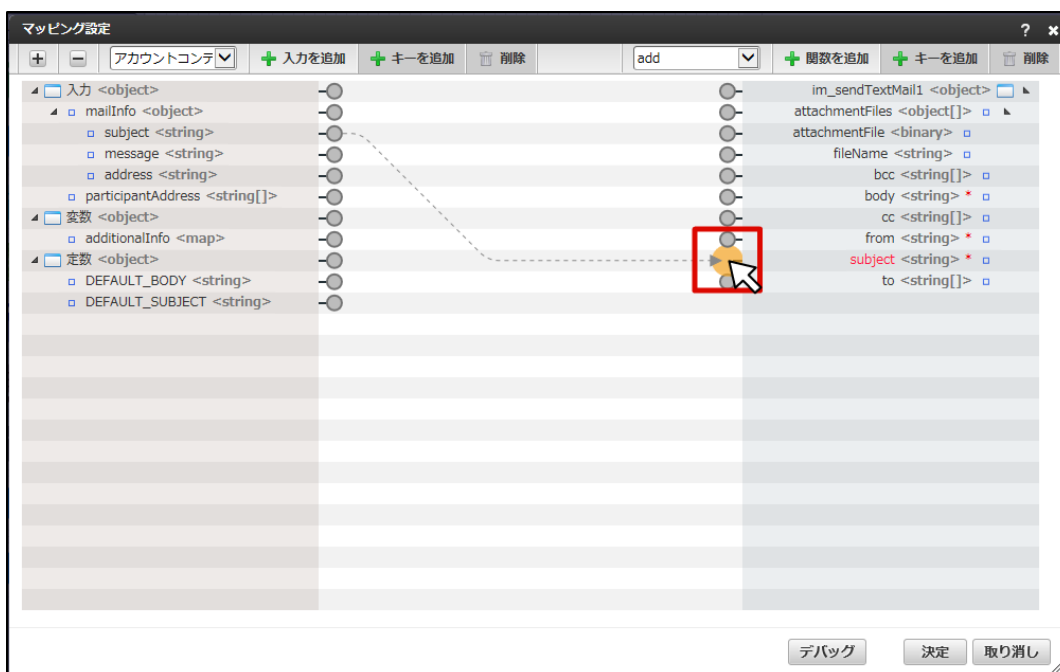 マッピング設定 ? ×
+ − アカウントコンテ 入力を追加 キーを追加 削除 add 関数を追加 キーを追加 削除
入力 <object> im_sendTextMail1 <object>
mailInfo <object> attachmentFiles <object[]>
subject <string> attachmentFile <binary>
message <string> fileName <string>
address <string> bcc <string[]>
participantAddress <string[]> body <string> *
変数 <object> cc <string[]>
additionalInfo <map> from <string> *
定数 <object> subject <string> *
DEFAULT_BODY <string> to <string[]>
DEFAULT_SUBJECT <string>
デバッグ 決定 取り消し